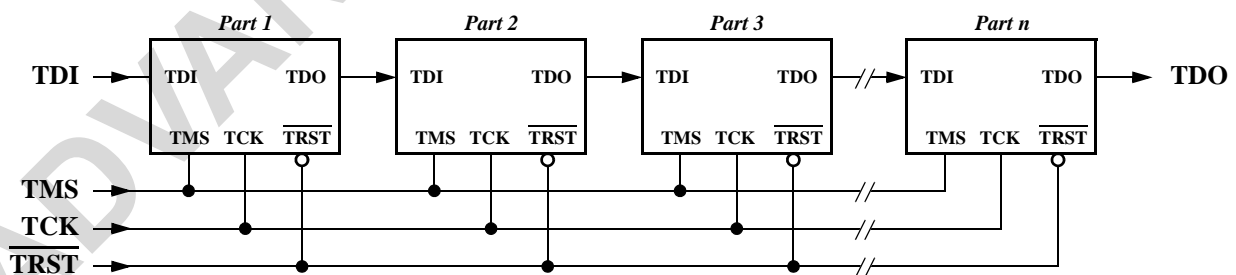 Part 1 Part 2 Part 3 Part n
TDI TDI TDO TDI TDO TDI TDO TDI TDO TDO
TMS TCK TRST TMS TCK TRST TMS TCK TRST TMS TCK TRST
TMS
TCK
TRST